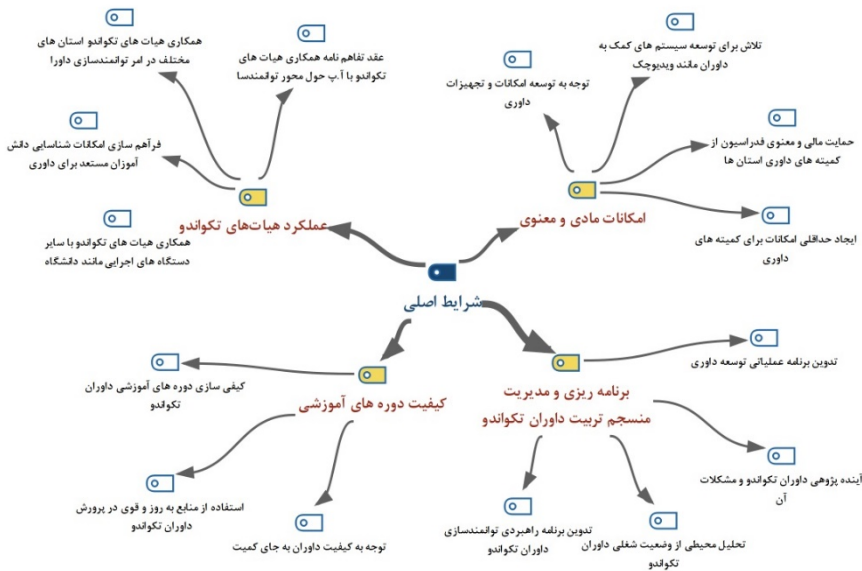 همکاری هیات های تکواندو استان های
مختلف در امر توانمندسازی داورا
عقد تفاهم نامه همکاری هیات های
تکواندو با آ.پ حول محور توانمندسا
فرآهم سازی امکانات شناسایی دانش
آموزان مستعد برای داوری
همکاری هیات های تکواندو با سایر
دستگاه های اجرایی مانند دانشگاه
عملکرد هیات‌های تکواندو
توجه به توسعه امکانات و تجهیزات
داوری
تلاش برای توسعه سیستم های کمک به
داوران مانند ویدیوچک
حمایت مالی و معنوی فدراسیون از
کمیته های داوری استان ها
ایجاد حداقلی امکانات برای کمیته های
داوری
امکانات مادی و معنوی
شرایط اصلی
کیفی سازی دوره های آموزشی داوران
تکواندو
کیفیت دوره های آموزشی
استفاده از منابع به روز و قوی در پرورش
داوران تکواندو
توجه به کیفیت داوران به جای کمیت
تدوین برنامه عملیاتی توسعه داوری
برنامه ریزی و مدیریت
منسجم تربیت داوران تکواندو
آینده پژوهی داوران تکواندو و مشکلات
آن
تدوین برنامه راهبردی توانمندسازی
داوران تکواندو
تحلیل محیطی از وضعیت شغلی داوران
تکواندو